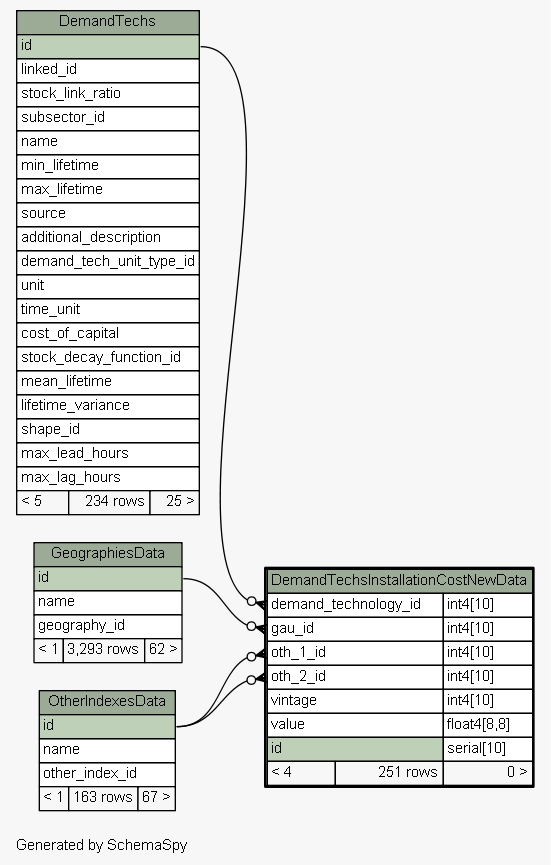 DemandTechs
id
linked_id
stock_link_ratio
subsector_id
name
min_lifetime
max_lifetime
source
additional_description
demand_tech_unit_type_id
unit
time_unit
cost_of_capital
stock_decay_function_id
mean_lifetime
lifetime_variance
shape_id
max_lead_hours
max_lag_hours
< 5 234 rows 25 >
GeographiesData
id
name
geography_id
< 1 3,293 rows 62 >
OtherIndexesData
id
name
other_index_id
< 1 163 rows 67 >
DemandTechsInstallationCostNewData
demand_technology_id int4[10]
gau_id int4[10]
oth_1_id int4[10]
oth_2_id int4[10]
vintage int4[10]
value float4[8,8]
id serial[10]
< 4 251 rows 0 >
Generated by SchemaSpy